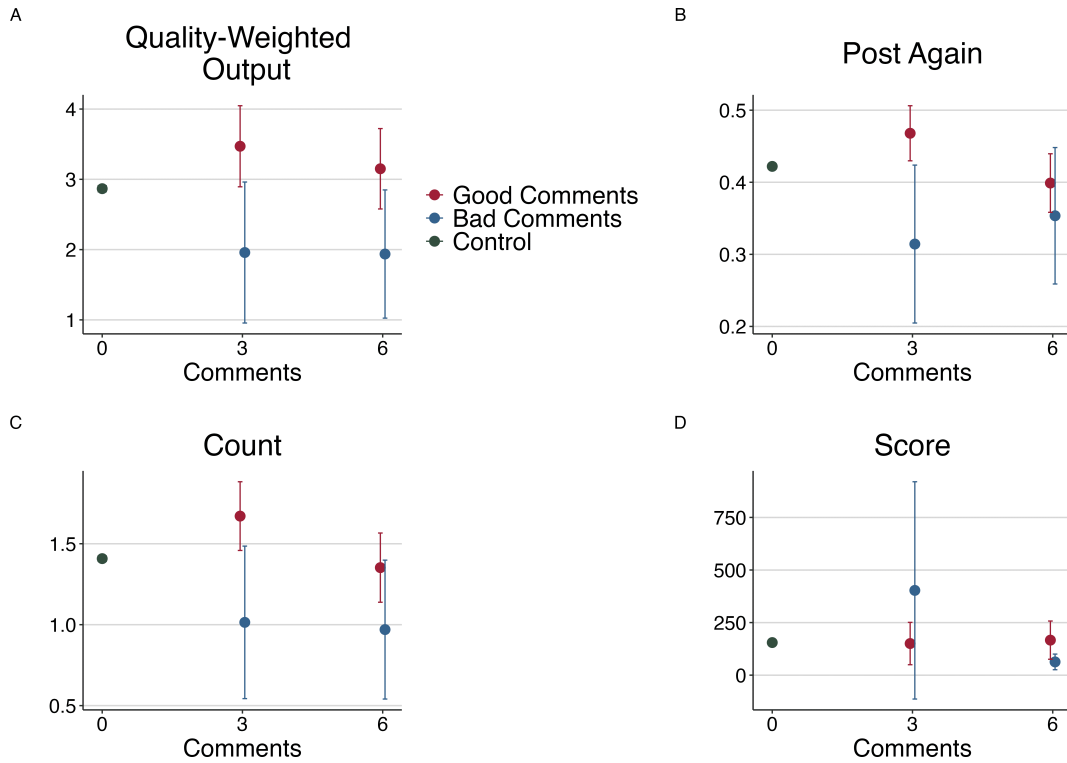 A
Quality-Weighted
Output
4
3
2
1
0
3
6
Comments
Good Comments
Bad Comments
Control
B
Post Again
0.5
0.4
0.3
0.2
0
3
6
Comments
C
Count
1.5
1.0
0.5
0
3
6
Comments
D
Score
750
500
250
0
0
3
6
Comments